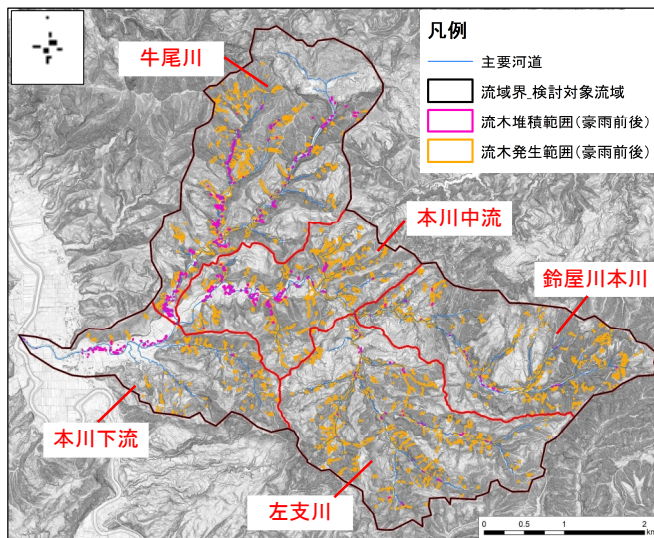 凡例
主要河道
流域界_検討対象流域
流木堆積範囲(豪雨前後)
流木発生範囲(豪雨前後)
牛尾川
本川中流
鈴屋川本川
本川下流
左支川
0 0.5 1 2
km